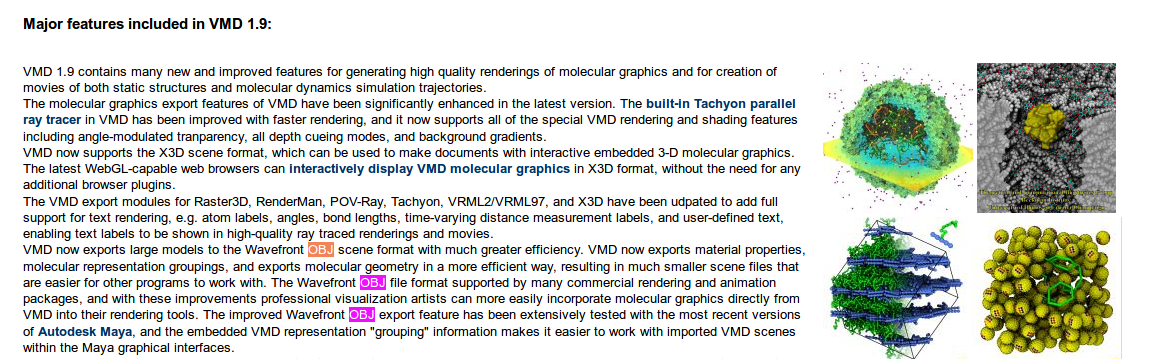 Major features included in VMD 1.9:
VMD 1.9 contains many new and improved features for generating high quality renderings of molecular graphics and for creation of
movies of both static structures and molecular dynamics simulation trajectories.
The molecular graphics export features of VMD have been significantly enhanced in the latest version. The built-in Tachyon parallel
ray tracer in VMD has been improved with faster rendering, and it now supports all of the special VMD rendering and shading features
including angle-modulated tranparency, all depth cueing modes, and background gradients.
VMD now supports the X3D scene format, which can be used to make documents with interactive embedded 3-D molecular graphics.
The latest WebGL-capable web browsers can interactively display VMD molecular graphics in X3D format, without the need for any
additional browser plugins.
The VMD export modules for Raster3D, RenderMan, POV-Ray, Tachyon, VRML2/VRML97, and X3D have been udpated to add full
support for text rendering, e.g. atom labels, angles, bond lengths, time-varying distance measurement labels, and user-defined text,
enabling text labels to be shown in high-quality ray traced renderings and movies.
VMD now exports large models to the Wavefront OBJ scene format with much greater efficiency. VMD now exports material properties,
molecular representation groupings, and exports molecular geometry in a more efficient way, resulting in much smaller scene files that
are easier for other programs to work with. The Wavefront OBJ file format supported by many commercial rendering and animation
packages, and with these improvements professional visualization artists can more easily incorporate molecular graphics directly from
VMD into their rendering tools. The improved Wavefront OBJ export feature has been extensively tested with the most recent versions
of Autodesk Maya, and the embedded VMD representation "grouping" information makes it easier to work with imported VMD scenes
within the Maya graphical interfaces.